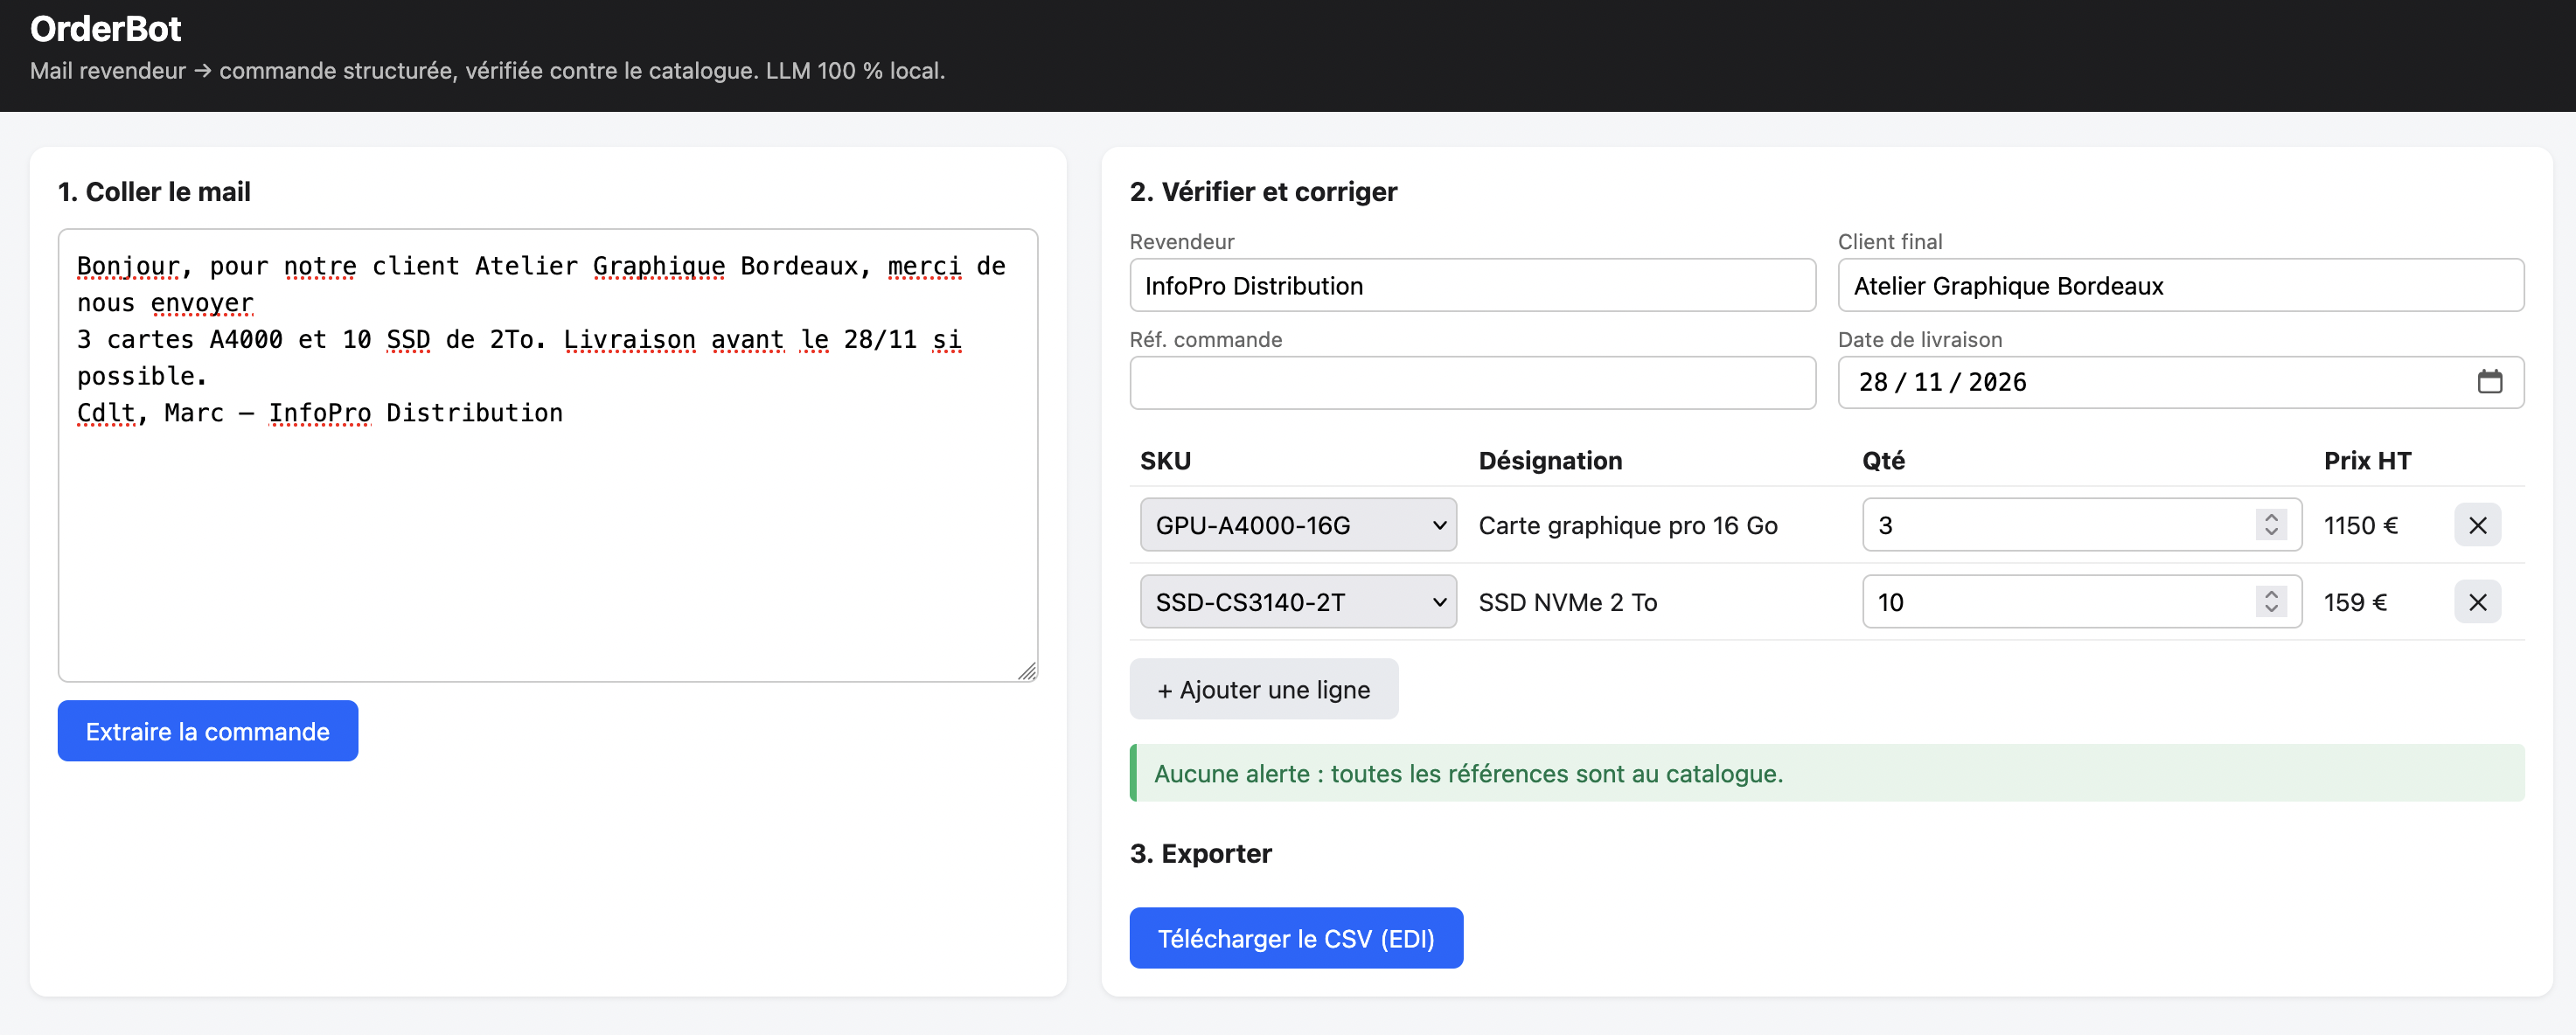 OrderBot
Mail revendeur → commande structurée, vérifiée contre le catalogue. LLM 100 % local.
1. Coller le mail
Bonjour, pour notre client Atelier Graphique Bordeaux, merci de
nous envoyer
3 cartes A4000 et 10 SSD de 2To. Livraison avant le 28/11 si
possible.
Cdlt, Marc – InfoPro Distribution
Extraire la commande
2. Vérifier et corriger
Revendeur Client final
InfoPro Distribution Atelier Graphique Bordeaux
Réf. commande Date de livraison
28 / 11 / 2026
SKU Désignation Qté Prix HT
GPU-A4000-16G Carte graphique pro 16 Go 3 1150 €
SSD-CS3140-2T SSD NVMe 2 To 10 159 €
+ Ajouter une ligne
Aucune alerte : toutes les références sont au catalogue.
3. Exporter
Télécharger le CSV (EDI)